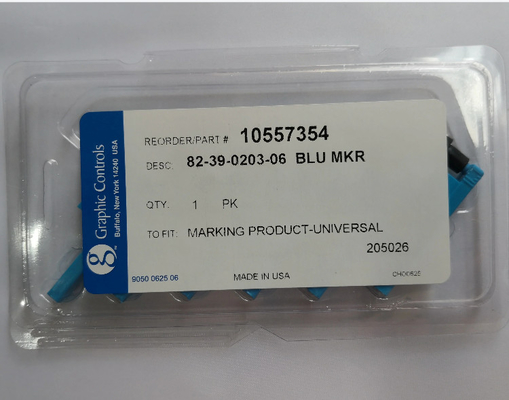 Graphic Controls
Buffalo, New York 14240 USA
REORDER/PART # 10557354
DESC: 82-39-0203-06 BLU MKR
QTY: 1 PK
TO FIT: MARKING PRODUCT-UNIVERSAL
205026
9050 0625 06
MADE IN USA